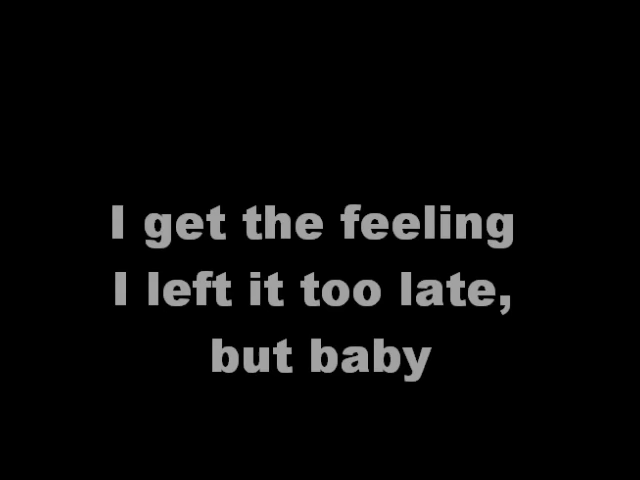 I get the feeling
I left it too late,
but baby